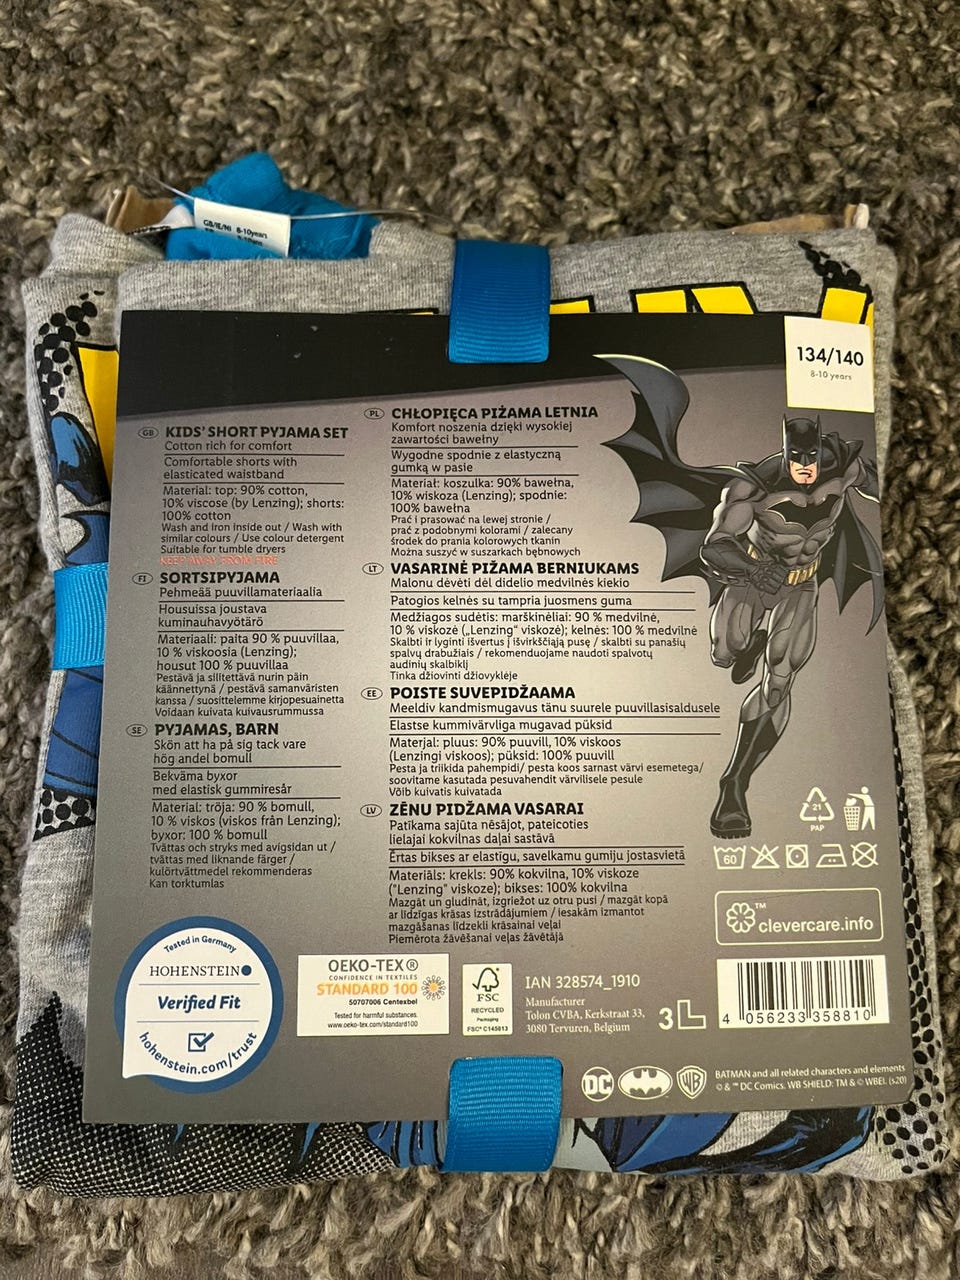 GB/IE/NI 8-10years
134/140
8-10 years
GB KIDS' SHORT PYJAMA SET
Cotton rich for comfort
Comfortable shorts with
elasticated waistband
Material: top: 90% cotton,
10% viscose (by Lenzing); shorts:
100% cotton
Wash and iron inside out / Wash with
similar colours / Use colour detergent
Suitable for tumble dryers
KEEP AWAY FROM FIRE
FI SORTSIPYJAMA
Pehmeää puuvillamateriaalia
Housuissa joustava
kuminauhavyötärö
Materiaali: paita 90 % puuvillaa,
10 % viskoosia (Lenzing);
housut 100 % puuvillaa
Pestävä ja silitettävä nurin päin
käännettynä / pestävä samanväristen
kanssa / suosittelemme kirjopesuainetta
Voidaan kuivata kuivausrummussa
SE PYJAMAS, BARN
Skön att ha på sig tack vare
hög andel bomull
Bekväma byxor
med elastisk gummiresår
Material: tröja: 90 % bomull,
10 % viskos (viskos från Lenzing);
byxor: 100 % bomull
Tvättas och stryks med avigsidan ut /
tvättas med liknande färger /
kulörtvättmedel rekommenderas
Kan torktumlas
PL CHŁOPIĘCA PIŻAMA LETNIA
Komfort noszenia dzięki wysokiej
zawartości bawełny
Wygodne spodnie z elastyczną
gumką w pasie
Materiał: koszulka: 90% bawełna,
10% wiskoza (Lenzing); spodnie:
100% bawełna
Prać i prasować na lewej stronie /
prać z podobnymi kolorami / zalecany
środek do prania kolorowych tkanin
Można suszyć w suszarkach bębnowych
LT VASARINĖ PIŽAMA BERNIUKAMS
Malonu dėvėti dėl didelio medvilnės kiekio
Patogios kelnės su tampria juosmens guma
Medžiagos sudėtis: marškinėliai: 90 % medvilnė,
10 % viskozė („Lenzing“ viskozė); kelnės: 100 % medvilnė
Skalbti ir lyginti išvertus į išvirkščiąją pusę / skalbti su panašių
spalvų drabužiais / rekomenduojame naudoti spalvotų
audinių skalbiklį
Tinka džiovinti džiovyklėje
EE POISTE SUVEPIDŽAAMA
Meeldiv kandmismugavus tänu suurele puuvillasisaldusele
Elastse kummivärvliga mugavad püksid
Materjal: pluus: 90% puuvill, 10% viskoos
(Lenzingi viskoos); püksid: 100% puuvill
Pesta ja triikida pahempidi/ pesta koos sarnast värvi esemetega/
soovitame kasutada pesuvahendit värvilisele pesule
Võib kuivatis kuivatada
LV ZĒNU PIDŽAMA VASARAI
Patīkama sajūta nēsājot, pateicoties
lielajai kokvilnas daļai sastāvā
Ērtas bikses ar elastīgu, savelkamu gumiju jostasvietā
Materiāls: krekls: 90% kokvilna, 10% viskoze
("Lenzing" viskoze); bikses: 100% kokvilna
Mazgāt un gludināt, izgriežot uz otru pusi / mazgāt kopā
ar līdzīgas krāsas izstrādājumiem / iesakām izmantot
mazgāšanas līdzekli krāsainai veļai
Piemērota žāvēšanai veļas žāvētājā
21
PAP
60
™
clevercare.info
Tested in Germany
HOHENSTEIN
Verified Fit
hohenstein.com/trust
OEKO-TEX®
CONFIDENCE IN TEXTILES
STANDARD 100
50707006 Centexbel
Tested for harmful substances.
www.oeko-tex.com/standard100
FSC
RECYCLED
Packaging
FSC® C145813
IAN 328574_1910
Manufacturer
Tolon CVBA, Kerkstraat 33,
3080 Tervuren, Belgium
3L
4 056233 358810
DC
WB
BATMAN and all related characters and elements
© & ™ DC Comics. WB SHIELD: TM & © WBEI. (s20)